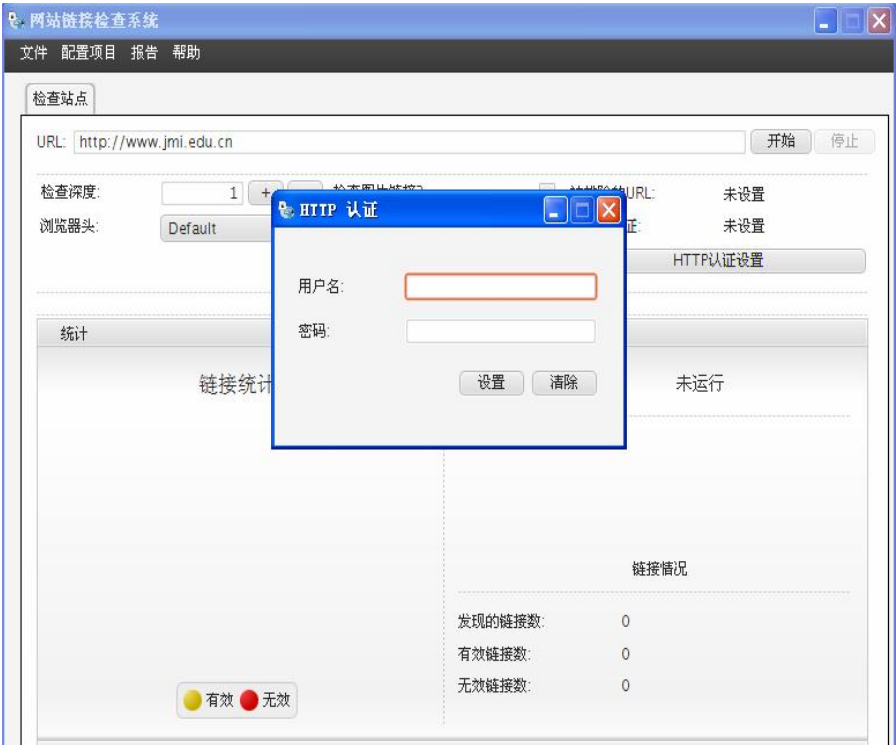 网站链接检查系统
文件 配置项目 报告 帮助
检查站点
URL: http://www.jmi.edu.cn 开始 停止
检查深度: 1 + URL: 未设置
浏览器头: Default 证: 未设置
HTTP认证设置
HTTP 认证
用户名:
密码:
设置 清除
统计
链接统计
未运行
链接情况
发现的链接数: 0
有效链接数: 0
无效链接数: 0
有效 无效